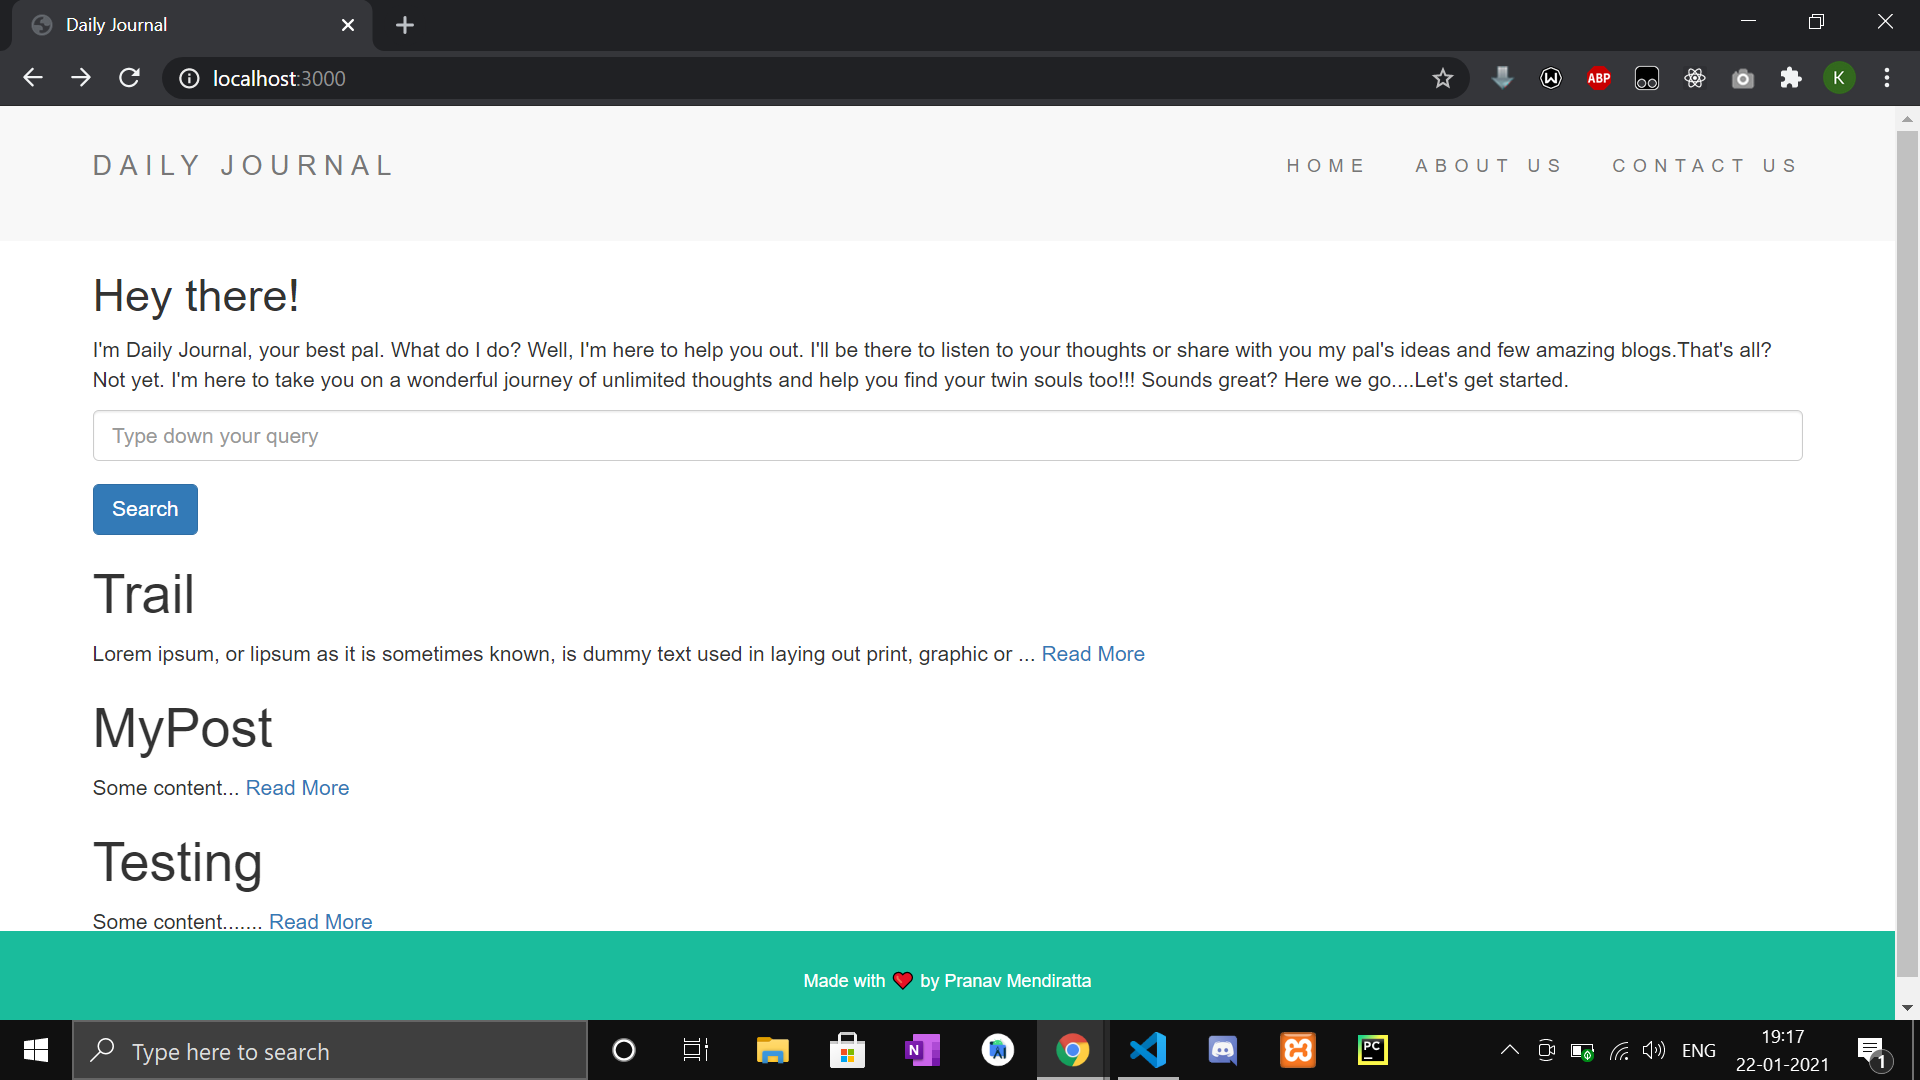 Daily Journal
localhost:3000
ABP
K
DAILY JOURNAL
HOME ABOUT US CONTACT US
Hey there!
I'm Daily Journal, your best pal. What do I do? Well, I'm here to help you out. I'll be there to listen to your thoughts or share with you my pal's ideas and few amazing blogs.That's all?
Not yet. I'm here to take you on a wonderful journey of unlimited thoughts and help you find your twin souls too!!! Sounds great? Here we go....Let's get started.
Type down your query
Search
Trail
Lorem ipsum, or lipsum as it is sometimes known, is dummy text used in laying out print, graphic or ... Read More
MyPost
Some content... Read More
Testing
Some content....... Read More
Made with ❤ by Pranav Mendiratta
Type here to search
N
PC
ENG
19:17
22-01-2021
1